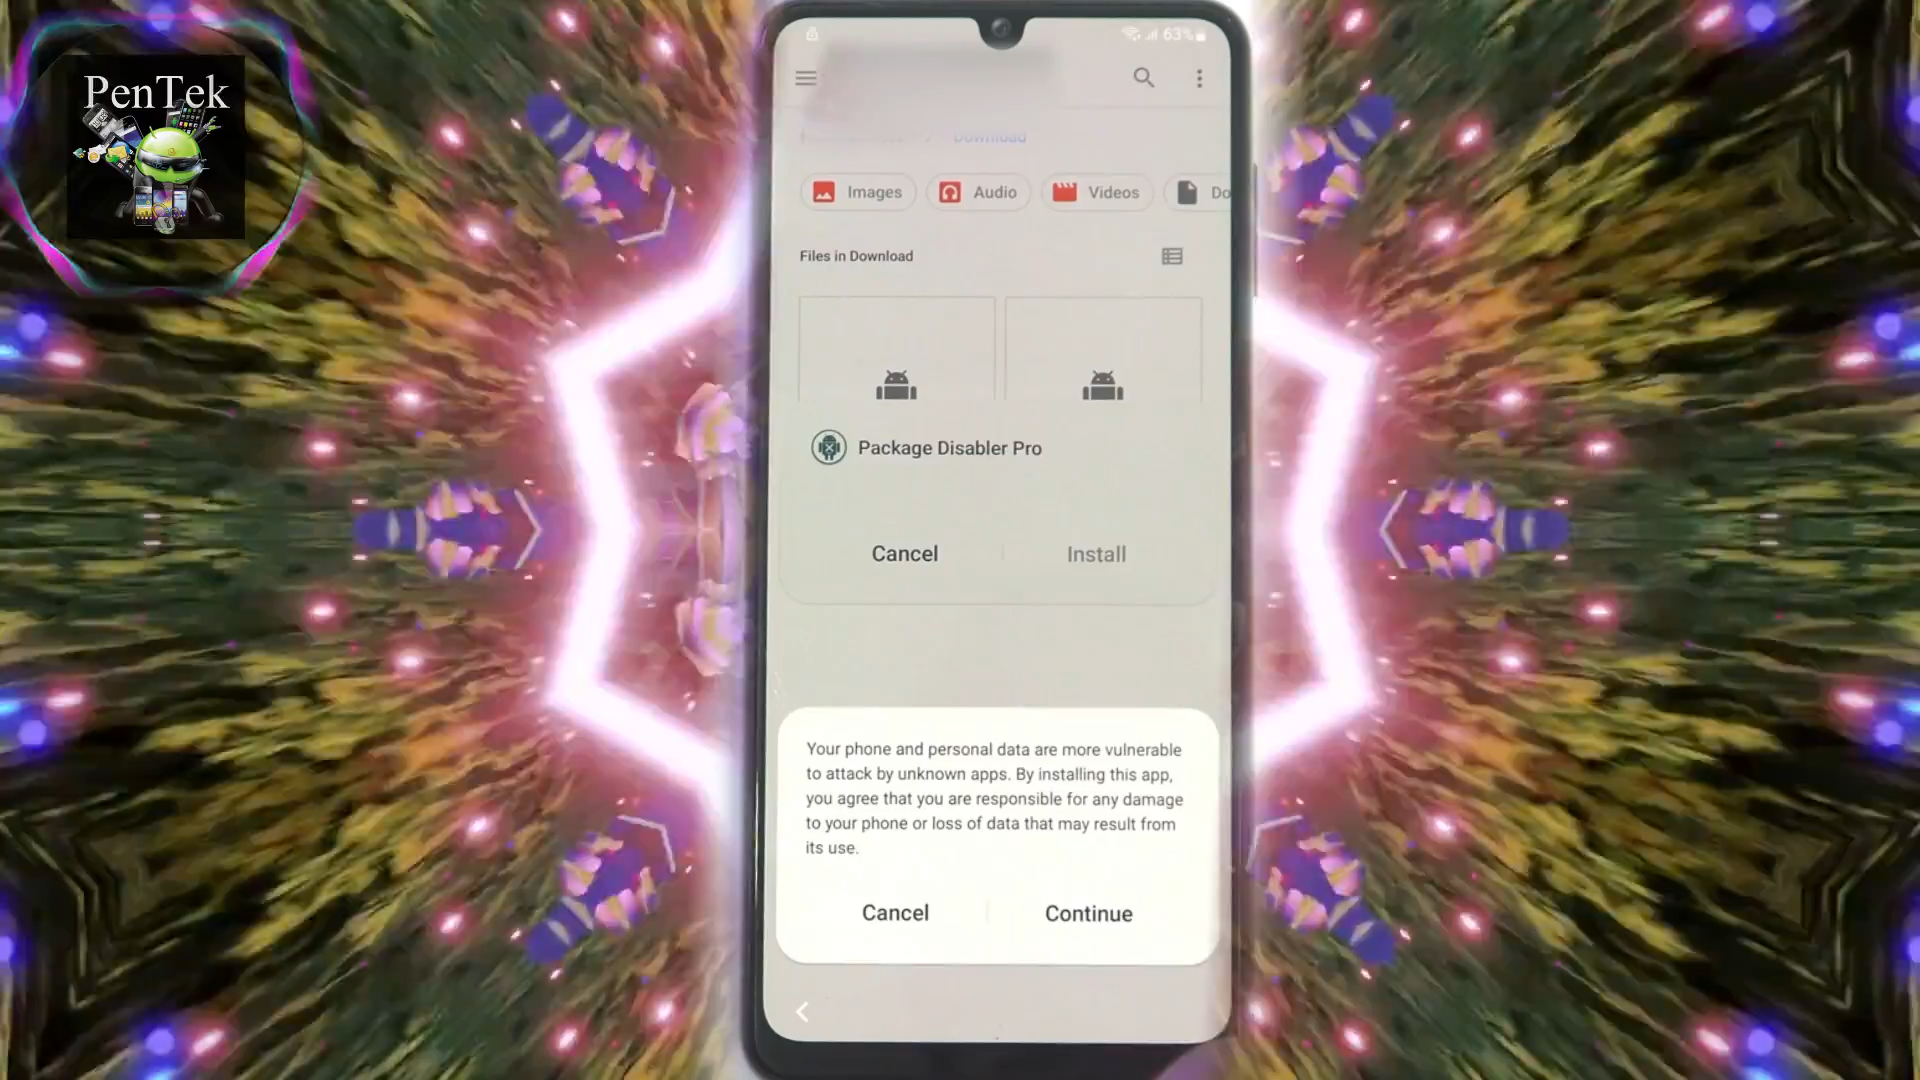 PenTek
63%
Download
Images
Audio
Videos
Do
Files in Download
Package Disabler Pro
Cancel
Install
Your phone and personal data are more vulnerable
to attack by unknown apps. By installing this app,
you agree that you are responsible for any damage
to your phone or loss of data that may result from
its use.
Cancel
Continue